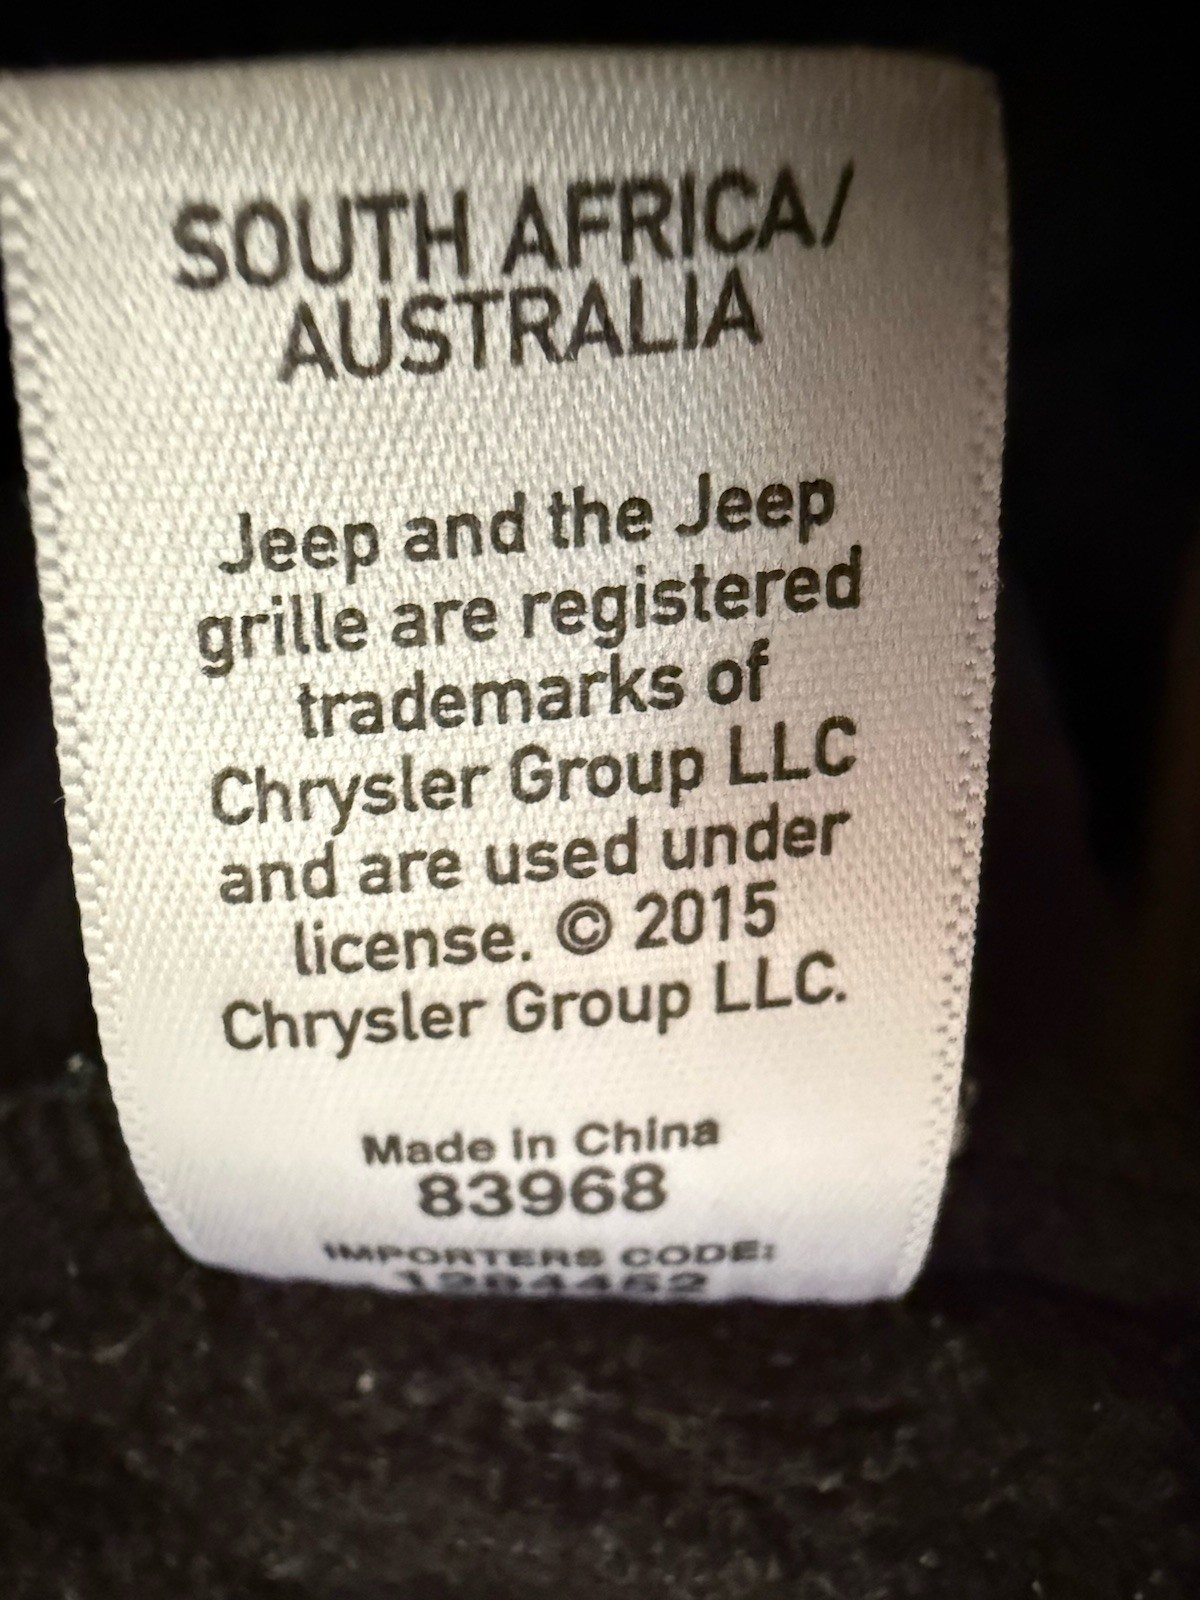 SOUTH AFRICA/
AUSTRALIA
Jeep and the Jeep
grille are registered
trademarks of
Chrysler Group LLC
and are used under
license. © 2015
Chrysler Group LLC.
Made in China
83968
IMPORTERS CODE:
1284452